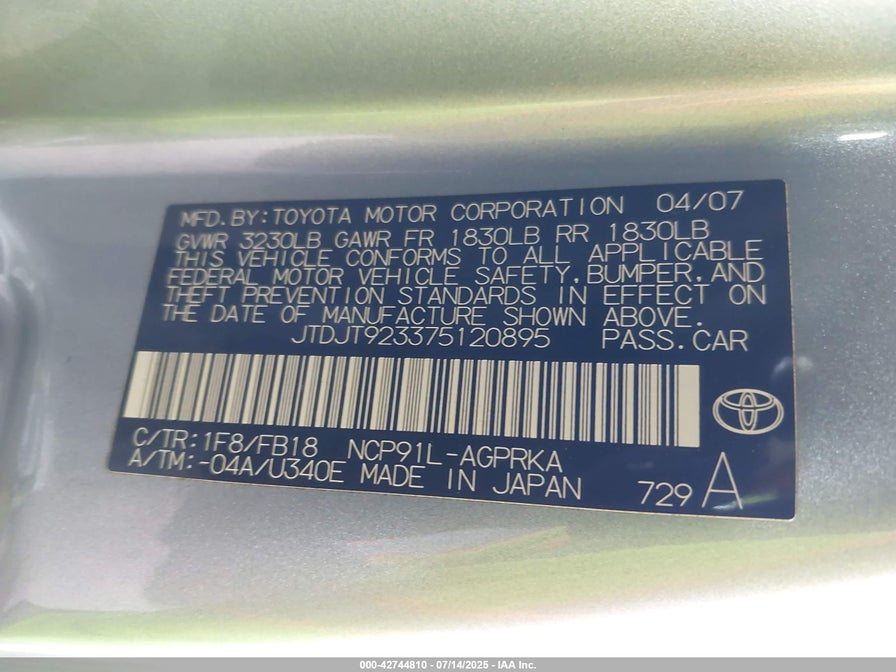 MFD. BY: TOYOTA MOTOR CORPORATION 04/07
GVWR 3230LB GAWR FR 1830LB RR 1830LB
THIS VEHICLE CONFORMS TO ALL APPLICABLE
FEDERAL MOTOR VEHICLE SAFETY, BUMPER, AND
THEFT PREVENTION STANDARDS IN EFFECT ON
THE DATE OF MANUFACTURE SHOWN ABOVE.
JTDJT923375120895 PASS. CAR
C/TR: 1F8/FB18 NCP91L-AGPRKA
A/TM: -04A/U340E MADE IN JAPAN 729 A
000-42744810 - 07/14/2025 - IAA Inc.